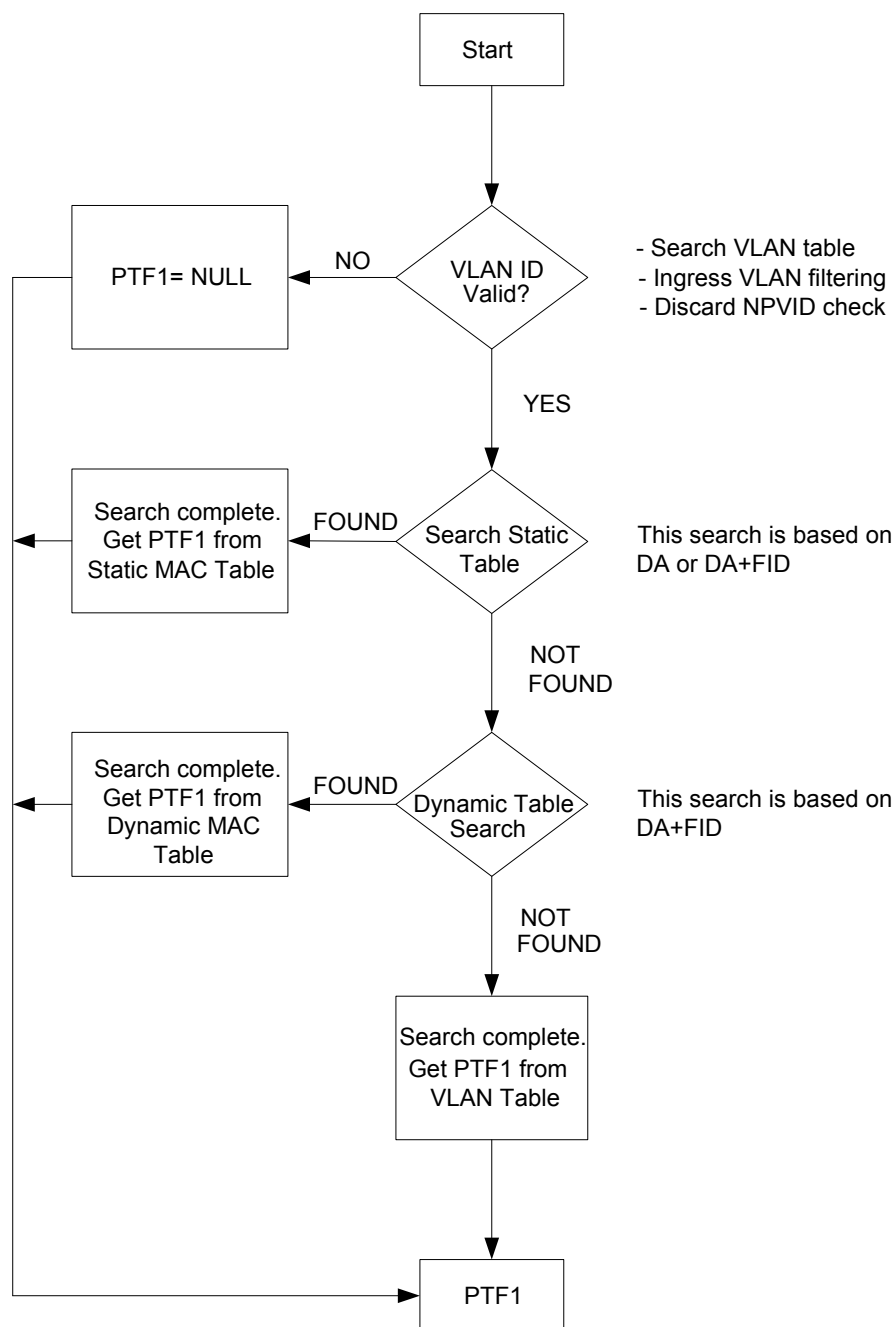 Start
NO
PTF1= NULL
VLAN ID
Valid?
- Search VLAN table
- Ingress VLAN filtering
- Discard NPVID check
YES
Search complete.
Get PTF1 from
Static MAC Table
FOUND
Search Static
Table
This search is based on
DA or DA+FID
NOT
FOUND
Search complete.
Get PTF1 from
Dynamic MAC
Table
FOUND
Dynamic Table
Search
This search is based on
DA+FID
NOT
FOUND
Search complete.
Get PTF1 from
VLAN Table
PTF1